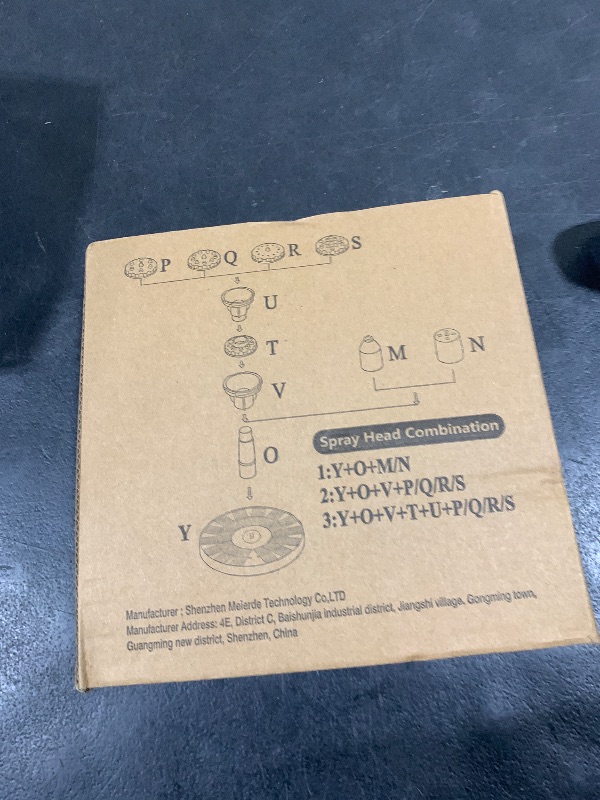 P Q R S
U
T
M N
V
Spray Head Combination
O
1:Y+O+M/N
2:Y+O+V+P/Q/R/S
3:Y+O+V+T+U+P/Q/R/S
Y
Manufacturer : Shenzhen Meierde Technology Co,LTD
Manufacturer Address: 4E, District C, Baishunjia industrial district, Jiangshi village, Gongming town,
Guangming new district, Shenzhen, China